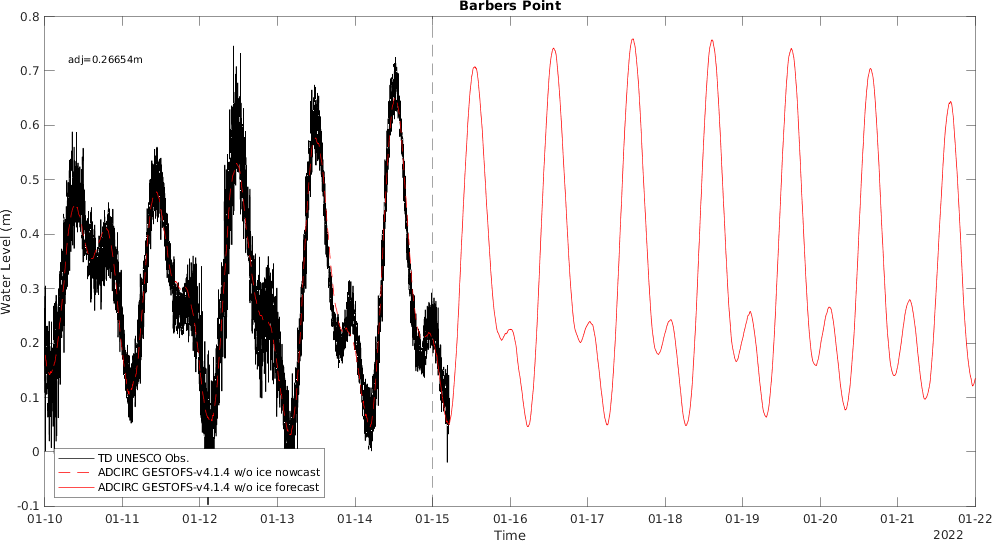 Barbers Point
adj=0.26654m
Water Level (m)
0.8
0.7
0.6
0.5
0.4
0.3
0.2
0.1
0
-0.1
TD UNESCO Obs.
ADCIRC GESTOFS-v4.1.4 w/o ice nowcast
ADCIRC GESTOFS-v4.1.4 w/o ice forecast
01-10 01-11 01-12 01-13 01-14 01-15 01-16 01-17 01-18 01-19 01-20 01-21 01-22
Time
2022